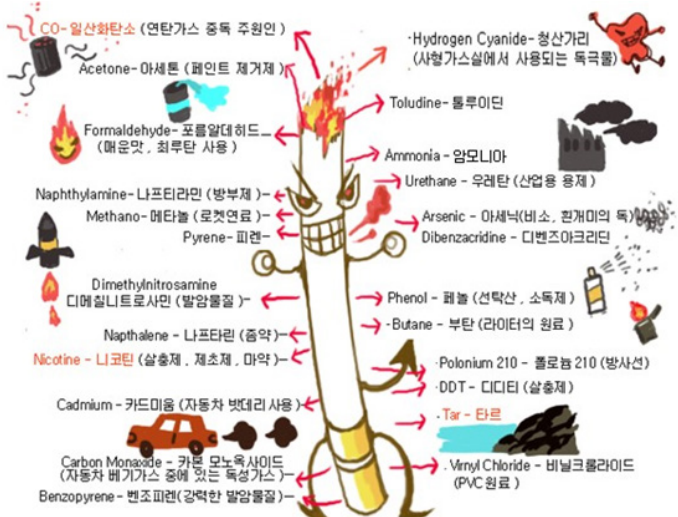 CO-일산화탄소 (연탄가스 중독 주원인)
Acetone-아세톤 (페인트 제거제)
Formaldehyde-포름알데히드
(매운맛, 최루탄 사용)
Naphthylamine-나프티라민 (방부제)
Methano-메타놀 (로켓연료)
Pyrene-피렌
Dimethylnitrosamine
디메칠니트로사민 (발암물질)
Napthalene - 나프타린 (좀약)
Nicotine - 니코틴 (살충제, 제초제, 마약)
Cadmium-카드미움 (자동차 밧데리 사용)
Carbon Monaxide - 카본 모노옥사이드
(자동차 배기가스 중에 있는 독성가스)
Benzopyrene-벤조피렌(강력한 발암물질)
·Hydrogen Cyanide-청산가리
(사형가스실에서 사용되는 독극물)
Toludine-톨루이딘
Ammonia - 암모니아
Urethane - 우레탄 (산업용 용제)
Arsenic - 아세닉(비소, 흰개미의 독)
Dibenzacridine - 디벤즈아크리딘
Phenol - 페놀 (선탁산, 소독제)
·Butane - 부탄 (라이터의 원료)
·Polonium 210 - 폴로늄 210 (방사선)
·DDT - 디디티 (살충제)
·Tar - 타르
·Virnyl Chloride - 비닐크롤라이드
(PVC 원료)